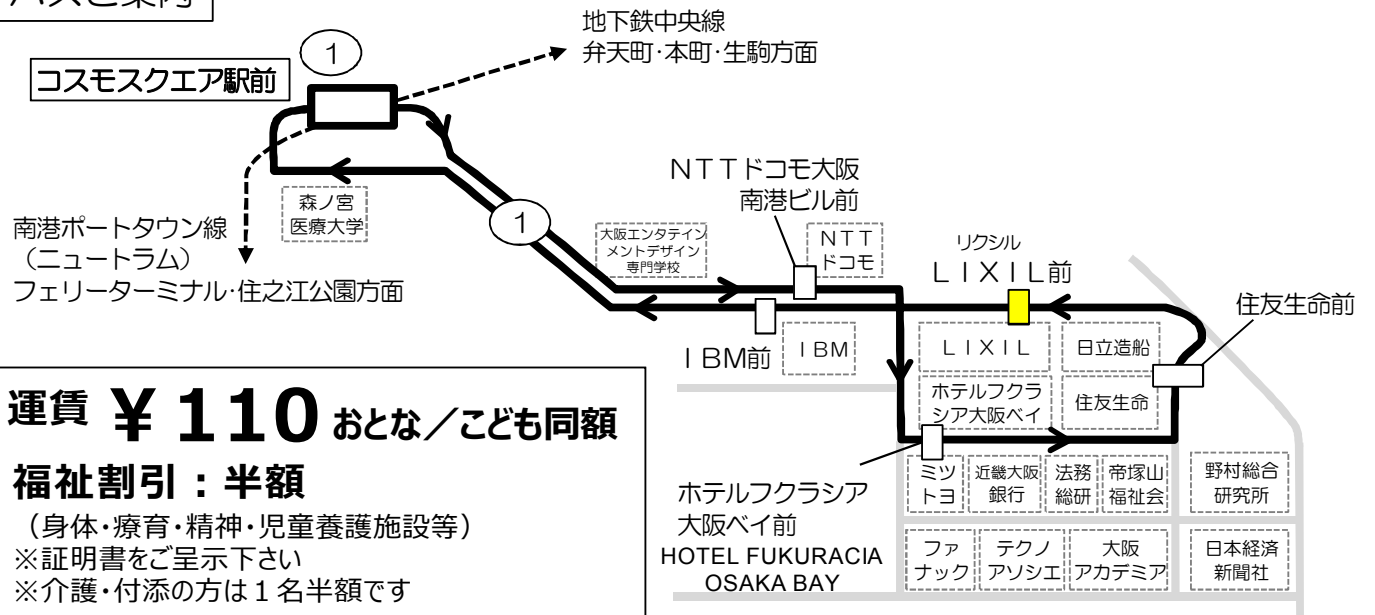 バスご案内
①
コスモスクエア駅前
地下鉄中央線
弁天町･本町･生駒方面
森ノ宮
医療大学
南港ポートタウン線
（ニュートラム）
フェリーターミナル･住之江公園方面
①
大阪エンタテイン
メントデザイン
専門学校
ＮＴＴドコモ大阪
南港ビル前
ＮＴＴ
ドコモ
リクシル
ＬＩＸＩＬ前
住友生命前
ＩＢＭ前
ＩＢＭ
ＬＩＸＩＬ
日立造船
ホテルフクラ
シア大阪ベイ
住友生命
ホテルフクラシア
大阪ベイ前
HOTEL FUKURACIA
OSAKA BAY
ミツ
トヨ
近畿大阪
銀行
法務
総研
帝塚山
福祉会
野村総合
研究所
ファ
ナック
テクノ
アソシエ
大阪
アカデミア
日本経済
新聞社
運賃 ￥１１０ おとな／こども同額
福祉割引：半額
（身体･療育･精神･児童養護施設等）
※証明書をご呈示下さい
※介護･付添の方は１名半額です